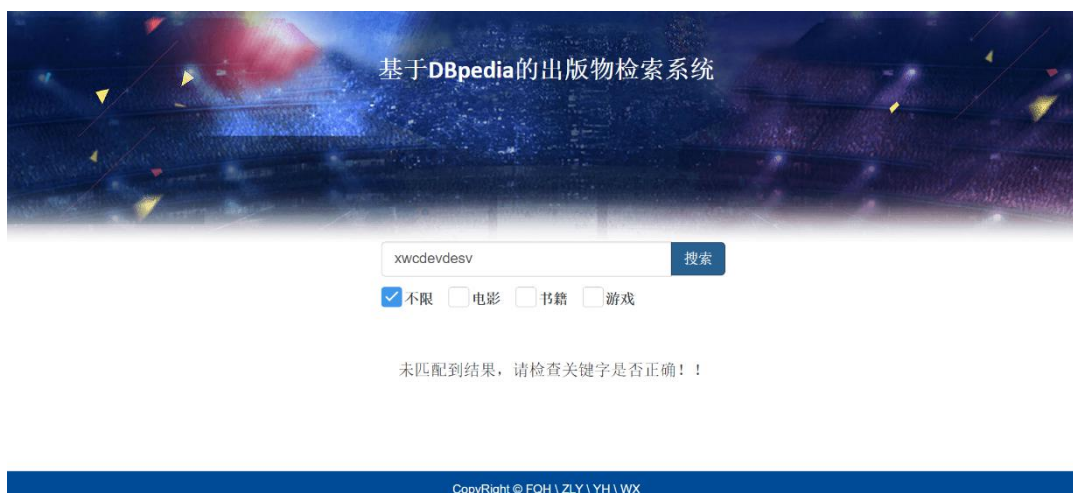 基于DBpedia的出版物检索系统
xwcdevdesv 搜索
不限 电影 书籍 游戏
未匹配到结果，请检查关键字是否正确！！
CopyRight © FQH \ ZLY \ YH \ WX